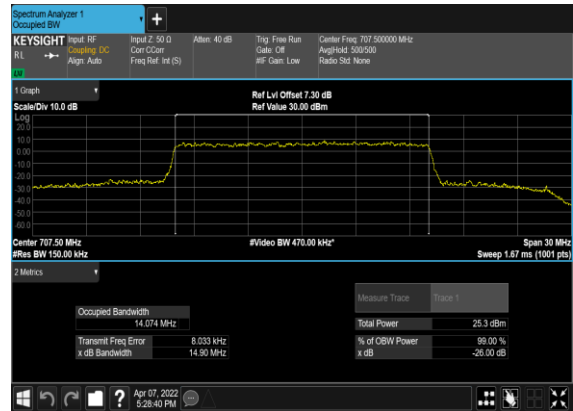 Spectrum Analyzer 1
Occupied BW
+
KEYSIGHT
RL
Input: RF
Coupling: DC
Align: Auto
Input Z: 50 Ω
Corr CCorr
Freq Ref: Int (S)
Atten: 40 dB
Trig: Free Run
Gate: Off
#IF Gain: Low
Center Freq: 707.500000 MHz
Avg|Hold: 500/500
Radio Std: None
1 Graph
Scale/Div 10.0 dB
Ref Lvl Offset 7.30 dB
Ref Value 30.00 dBm
Log
20.0
10.0
0.00
-10.0
-20.0
-30.0
-40.0
-50.0
-60.0
Center 707.50 MHz
#Res BW 150.00 kHz
#Video BW 470.00 kHz*
Span 30 MHz
Sweep 1.67 ms (1001 pts)
2 Metrics
Measure Trace
Trace 1
Occupied Bandwidth
14.074 MHz
Total Power
25.3 dBm
Transmit Freq Error
8.033 kHz
% of OBW Power
99.00 %
x dB Bandwidth
14.90 MHz
x dB
-26.00 dB
?
Apr 07, 2022
5:28:40 PM